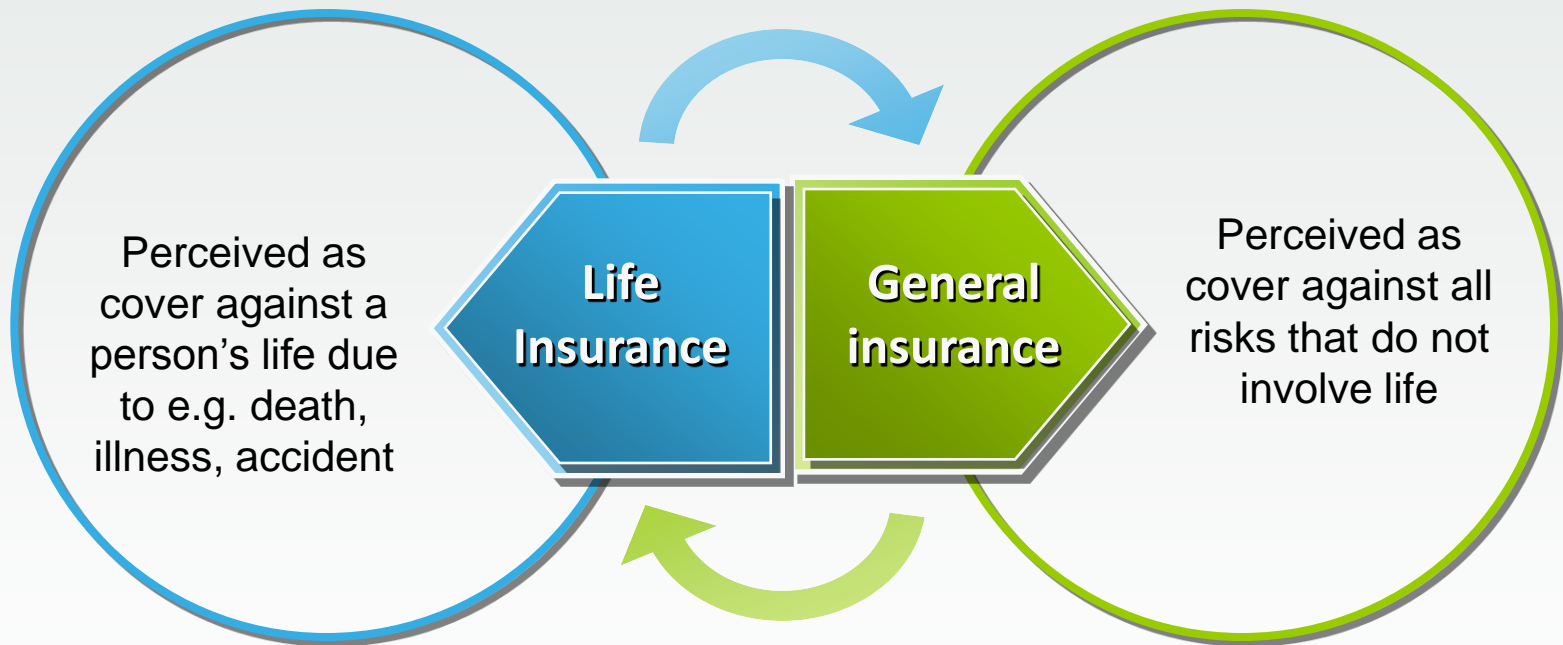 Perceived as
cover against a
person’s life due
to e.g. death,
illness, accident
Life
Insurance
General
insurance
Perceived as
cover against all
risks that do not
involve life